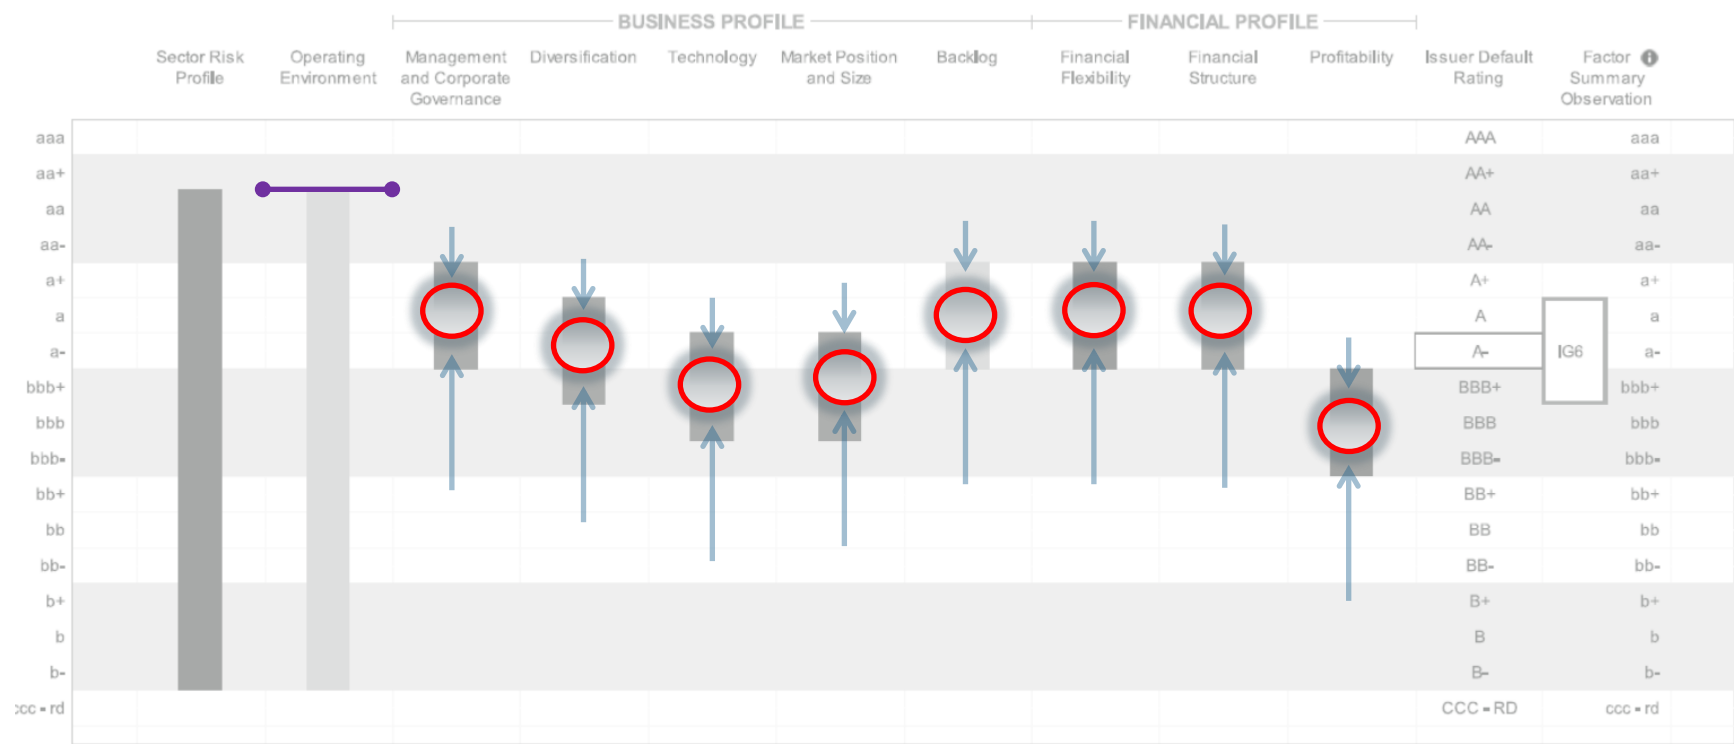 BUSINESS PROFILE FINANCIAL PROFILE
Sector Risk Operating Management Diversification Technology Market Position Backlog Financial Financial Profitability Issuer Default Factor
Profile Environment and Corporate and Size Flexibility Structure Rating Summary
Governance Observation
aaa AAA aaa
aa+ AA+ aa+
aa AA aa
aa- AA- aa-
a+ A+ a+
a A a
a- A- IG6 a-
bbb+ BBB+ bbb+
bbb BBB bbb
bbb- BBB- bbb-
bb+ BB+ bb+
bb BB bb
bb- BB- bb-
b+ B+ b+
b B b
b- B- b-
ccc - rd CCC - RD ccc - rd